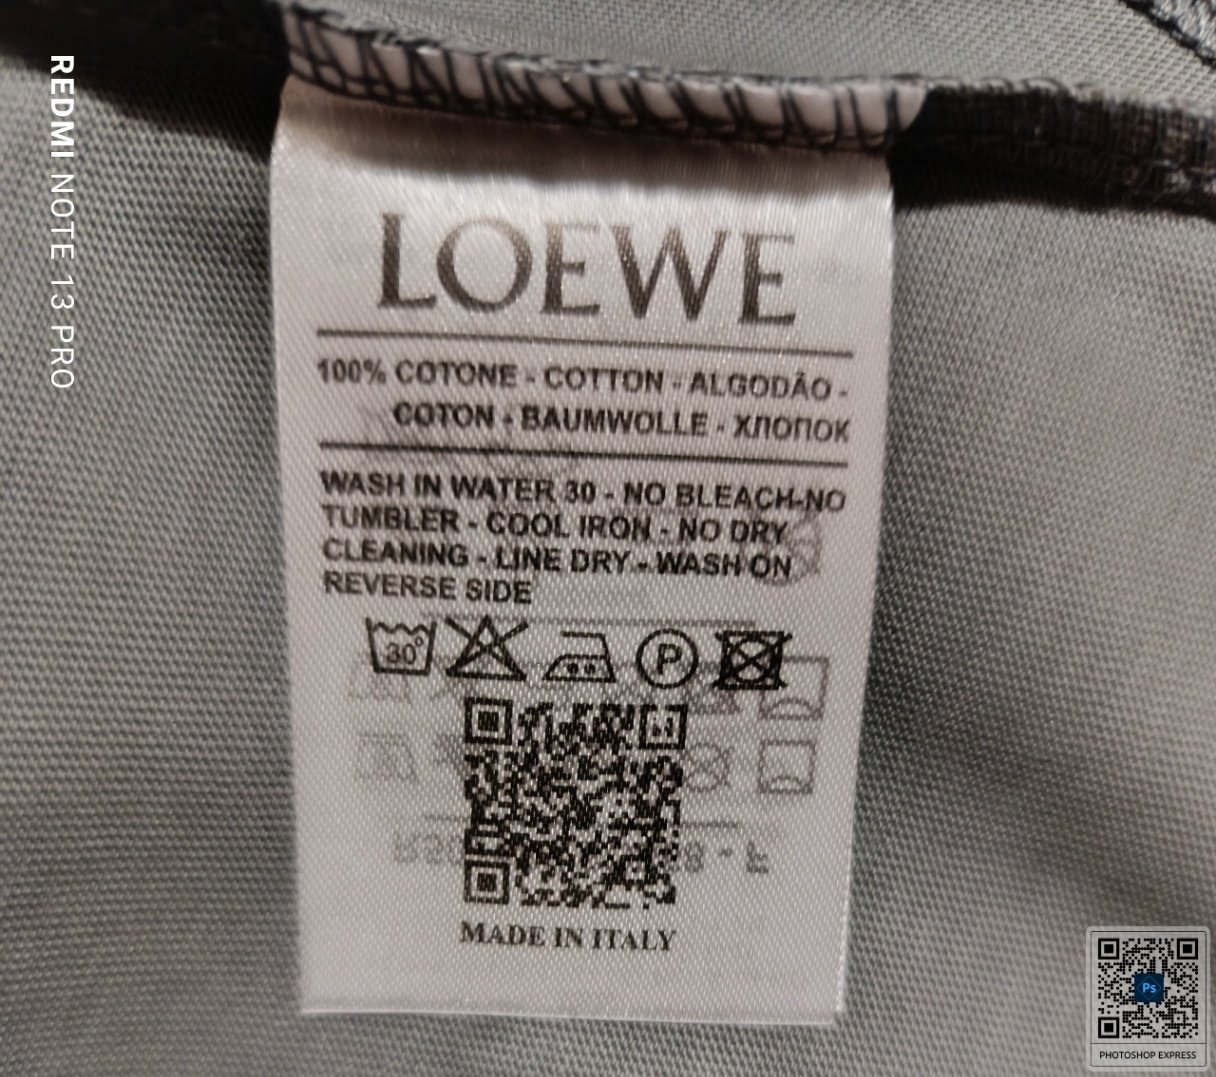 REDMI NOTE 13 PRO
LOEWE
100% COTONE - COTTON - ALGODÃO -
COTON - BAUMWOLLE - ХЛОПОК
WASH IN WATER 30 - NO BLEACH-NO
TUMBLER - COOL IRON - NO DRY
CLEANING - LINE DRY - WASH ON
REVERSE SIDE
30°
P
MADE IN ITALY
Ps
PHOTOSHOP EXPRESS